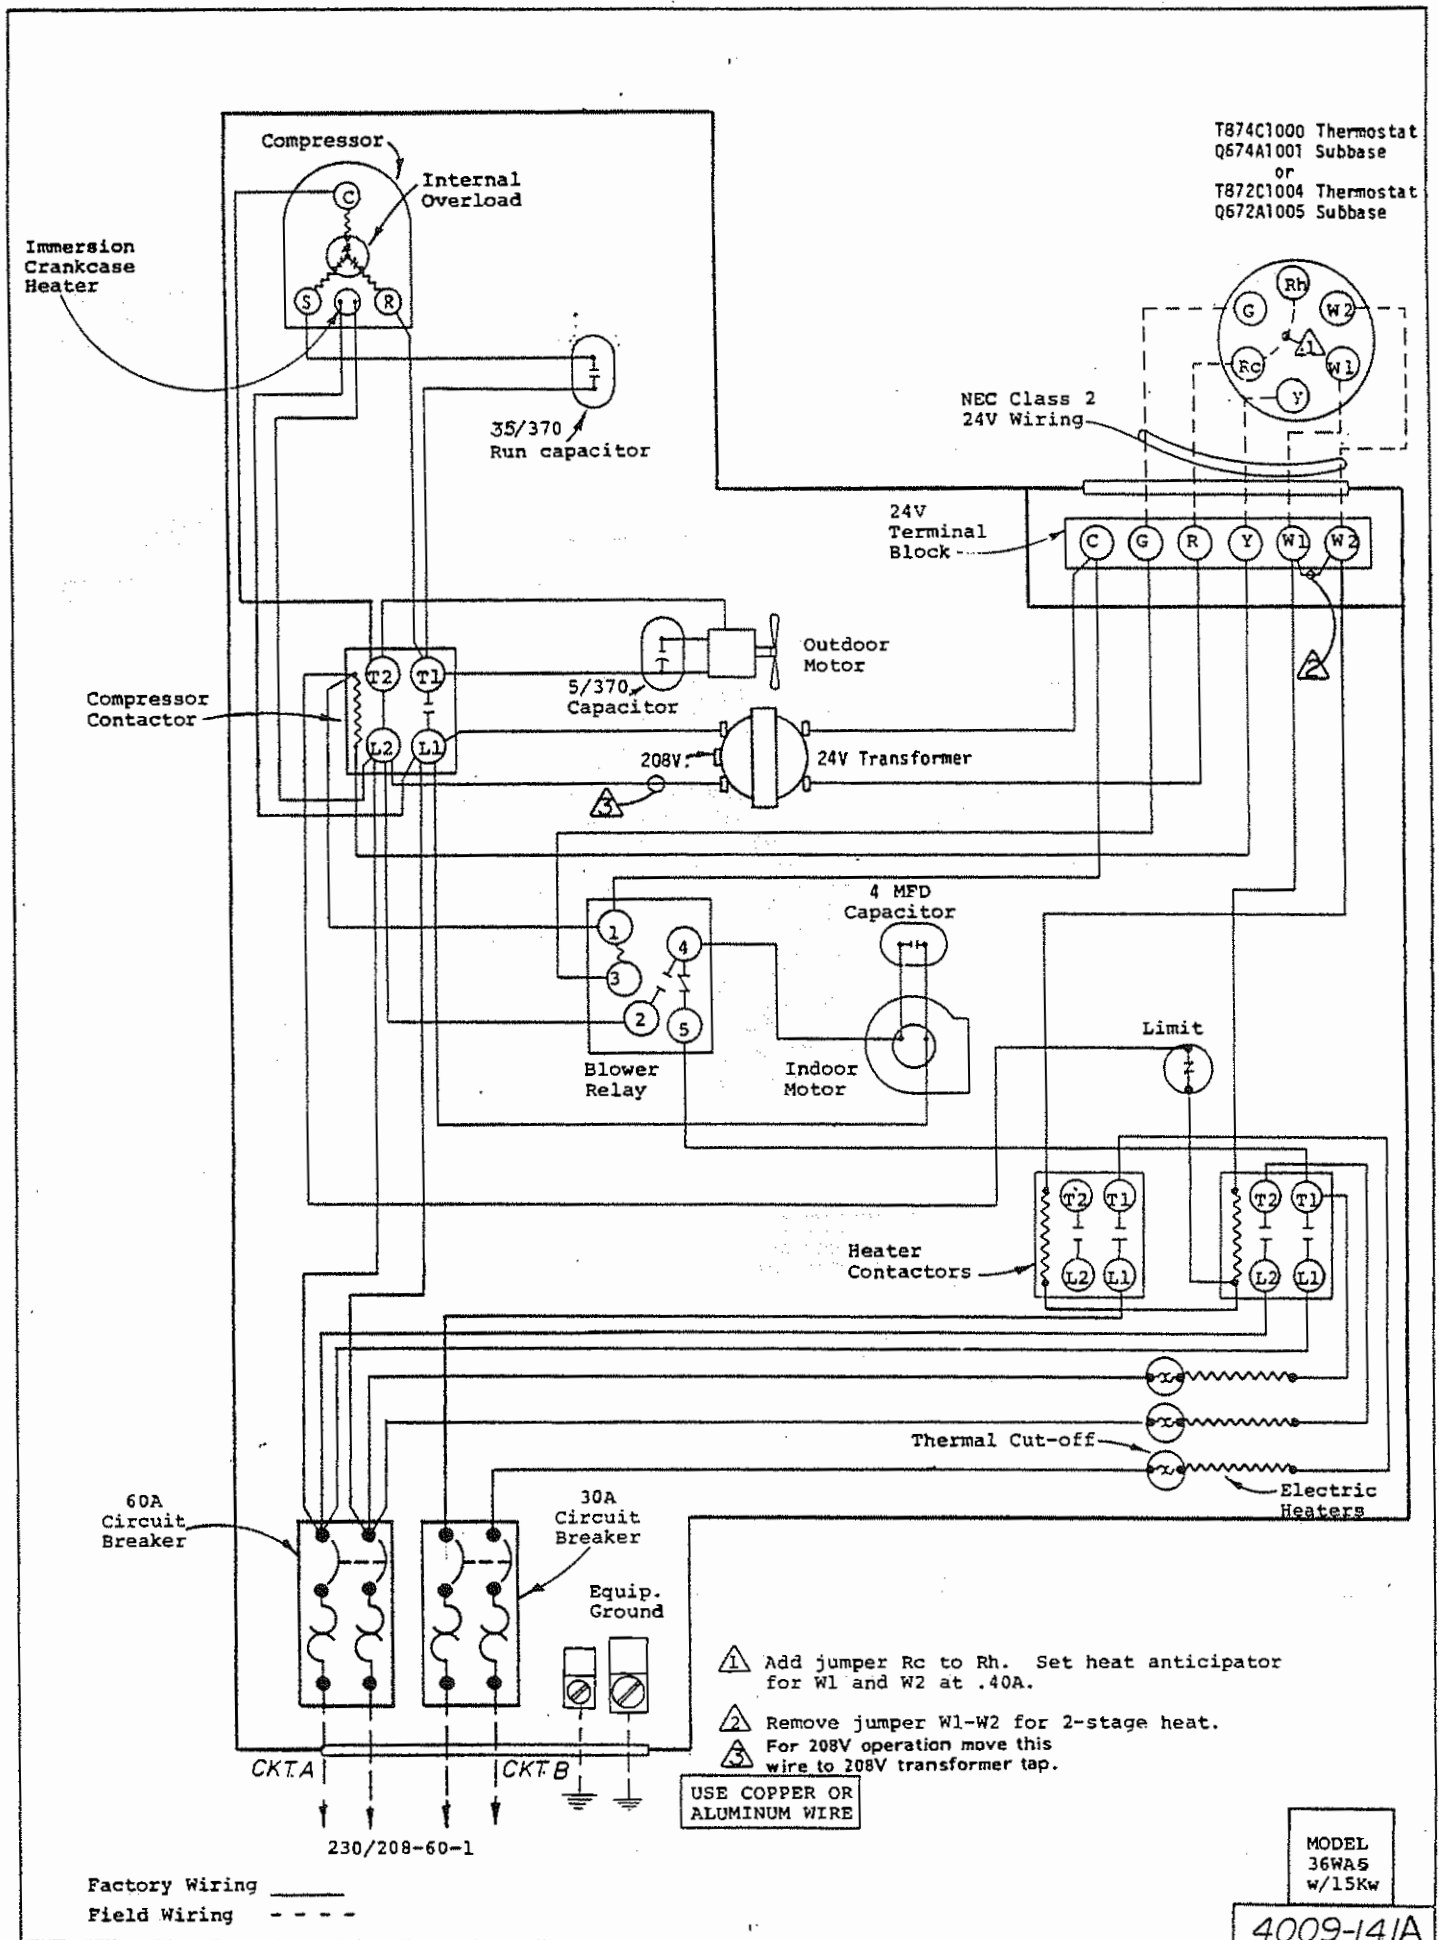 T874C1000 Thermostat
Q674A1001 Subbase
or
T872C1004 Thermostat
Q672A1005 Subbase
Compressor
Internal
Overload
Immersion
Crankcase
Heater
C
S
R
35/370
Run capacitor
G
Rh
W2
Rc
1
W1
Y
NEC Class 2
24V Wiring
24V
Terminal
Block
C G R Y W1 W2
2
Outdoor
Motor
5/370
Capacitor
Compressor
Contactor
T2 T1
L2 L1
208V.
24V Transformer
3
4 MFD
Capacitor
1
4
3
2
5
Blower
Relay
Indoor
Motor
Limit
Heater
Contactors
T2 T1
L2 L1
T2 T1
L2 L1
Thermal Cut-off
Electric
Heaters
60A
Circuit
Breaker
30A
Circuit
Breaker
Equip.
Ground
1 Add jumper Rc to Rh. Set heat anticipator
for W1 and W2 at .40A.
2 Remove jumper W1-W2 for 2-stage heat.
3 For 208V operation move this
wire to 208V transformer tap.
CKT.A
CKT B
USE COPPER OR
ALUMINUM WIRE
230/208-60-1
Factory Wiring
Field Wiring
MODEL
36WA5
w/15Kw
4009-141A